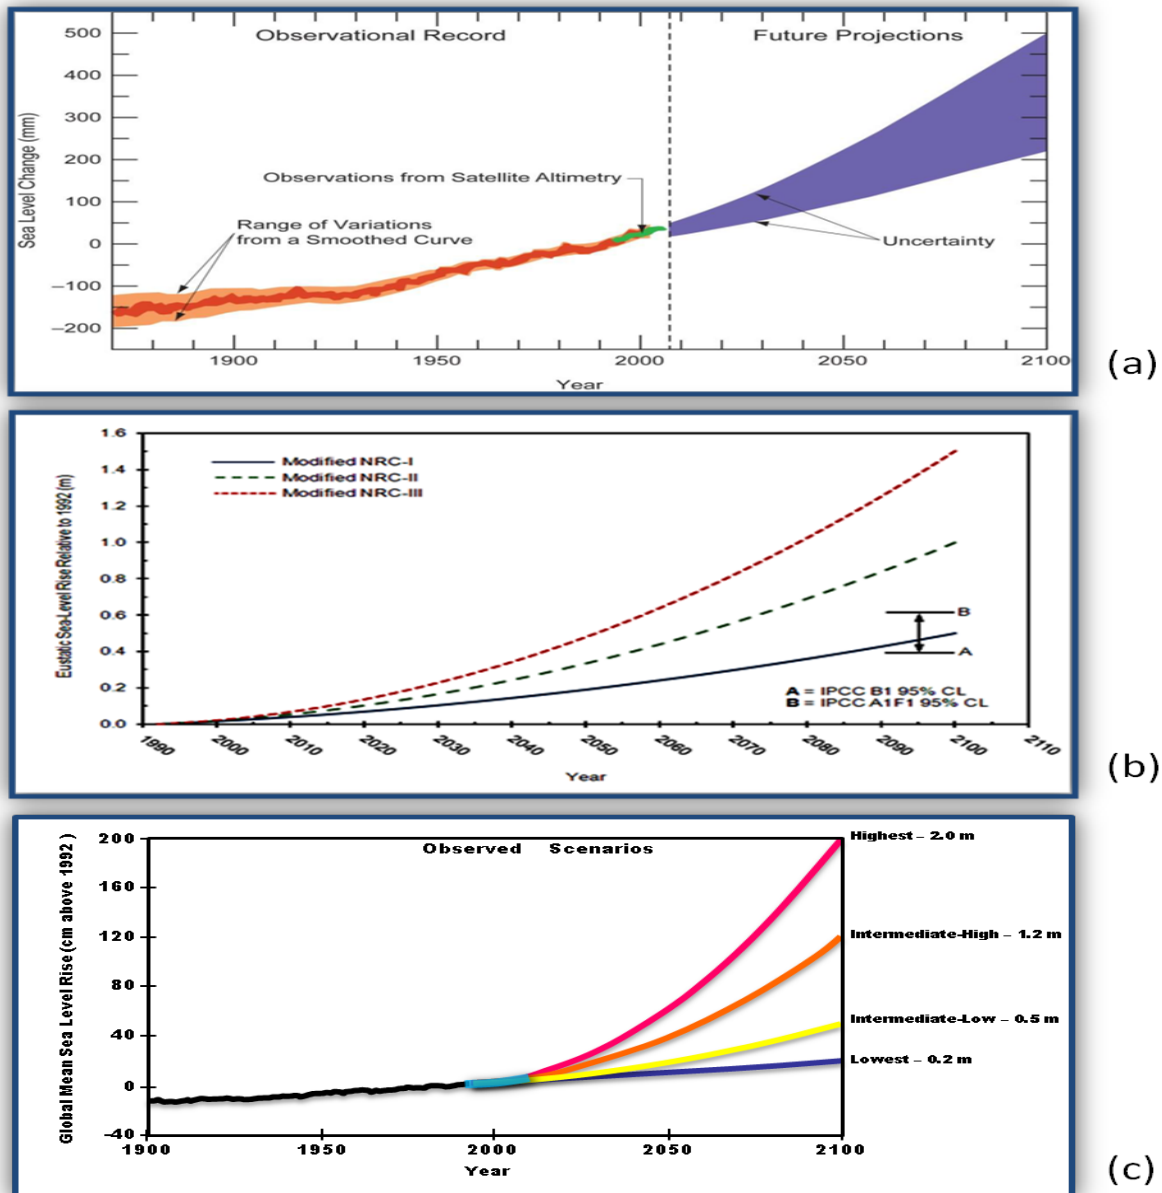 Observational Record
Future Projections
500
400
300
200
100
0
−100
−200
Sea Level Change (mm)
Observations from Satellite Altimetry
Range of Variations
from a Smoothed Curve
Uncertainty
1900
1950
2000
2050
2100
Year
(a)
1.6
1.4
1.2
1.0
0.8
0.6
0.4
0.2
0.0
Eustatic Sea-Level Rise Relative to 1992 (m)
Modified NRC-I
Modified NRC-II
Modified NRC-III
B
A
A = IPCC B1 95% CL
B = IPCC A1F1 95% CL
1990
2000
2010
2020
2030
2040
2050
2060
2070
2080
2090
2100
2110
Year
(b)
200
160
120
80
40
0
-40
Global Mean Sea Level Rise (cm above 1992 )
Observed Scenarios
Highest – 2.0 m
Intermediate-High – 1.2 m
Intermediate-Low – 0.5 m
Lowest – 0.2 m
1900
1950
2000
2050
2100
Year
(c)